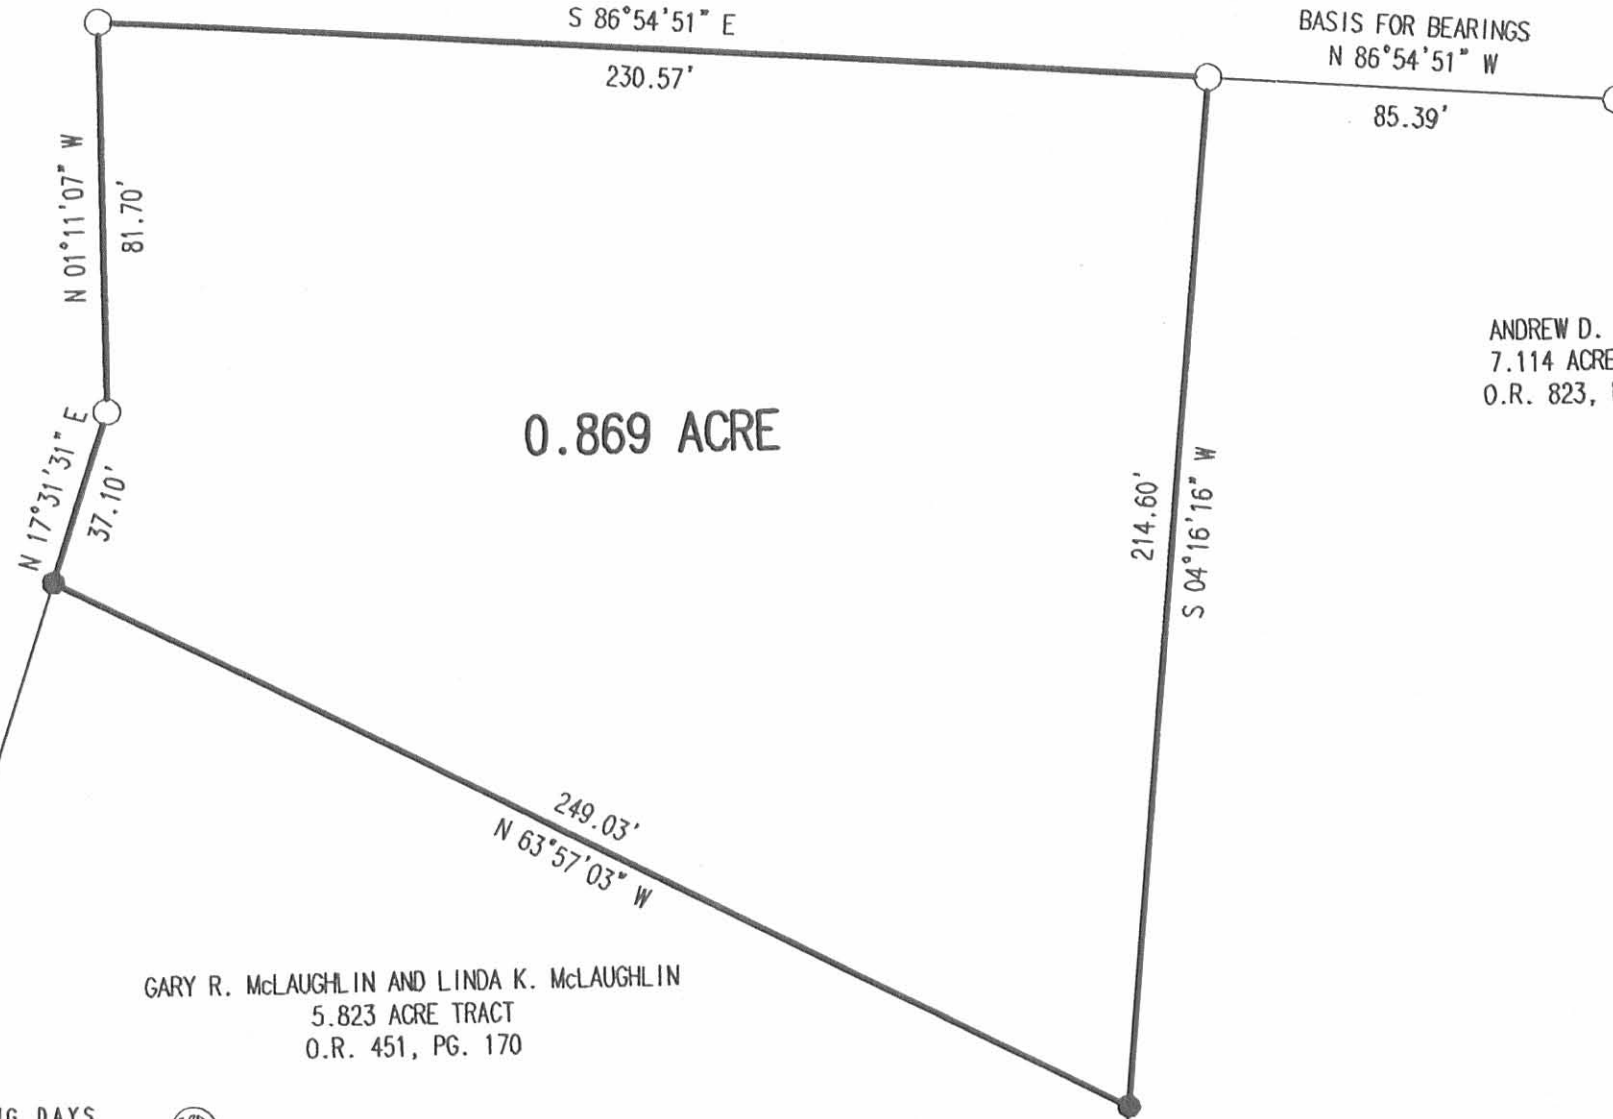 S 86°54'51" E
230.57'
BASIS FOR BEARINGS
N 86°54'51" W
85.39'
N 01°11'07" W
81.70'
N 17°31'31" E
37.10'
0.869 ACRE
214.60'
S 04°16'16" W
ANDREW D.
7.114 ACRE
O.R. 823,
249.03'
N 63°57'03" W
GARY R. McLAUGHLIN AND LINDA K. McLAUGHLIN
5.823 ACRE TRACT
O.R. 451, PG. 170
DAYS